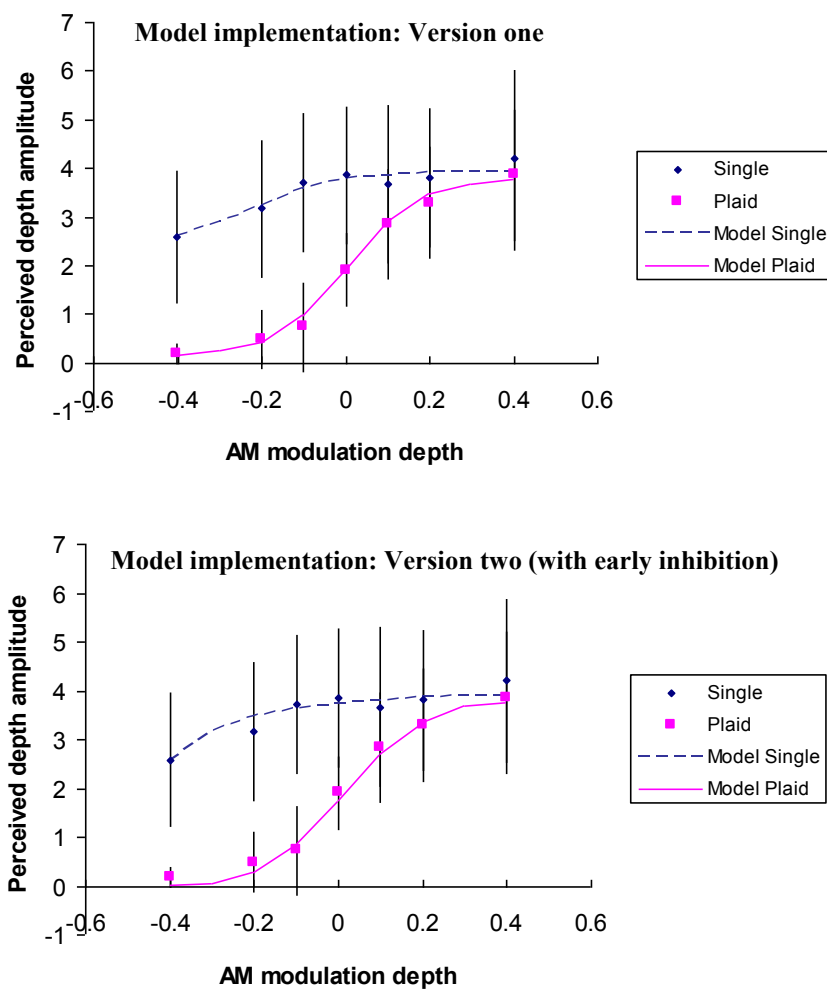 Model implementation: Version one
Perceived depth amplitude
7
6
5
4
3
2
1
0
-1
-0.6 -0.4 -0.2 0 0.2 0.4 0.6
AM modulation depth
Single
Plaid
Model Single
Model Plaid
Model implementation: Version two (with early inhibition)
Perceived depth amplitude
7
6
5
4
3
2
1
0
-1
-0.6 -0.4 -0.2 0 0.2 0.4 0.6
AM modulation depth
Single
Plaid
Model Single
Model Plaid